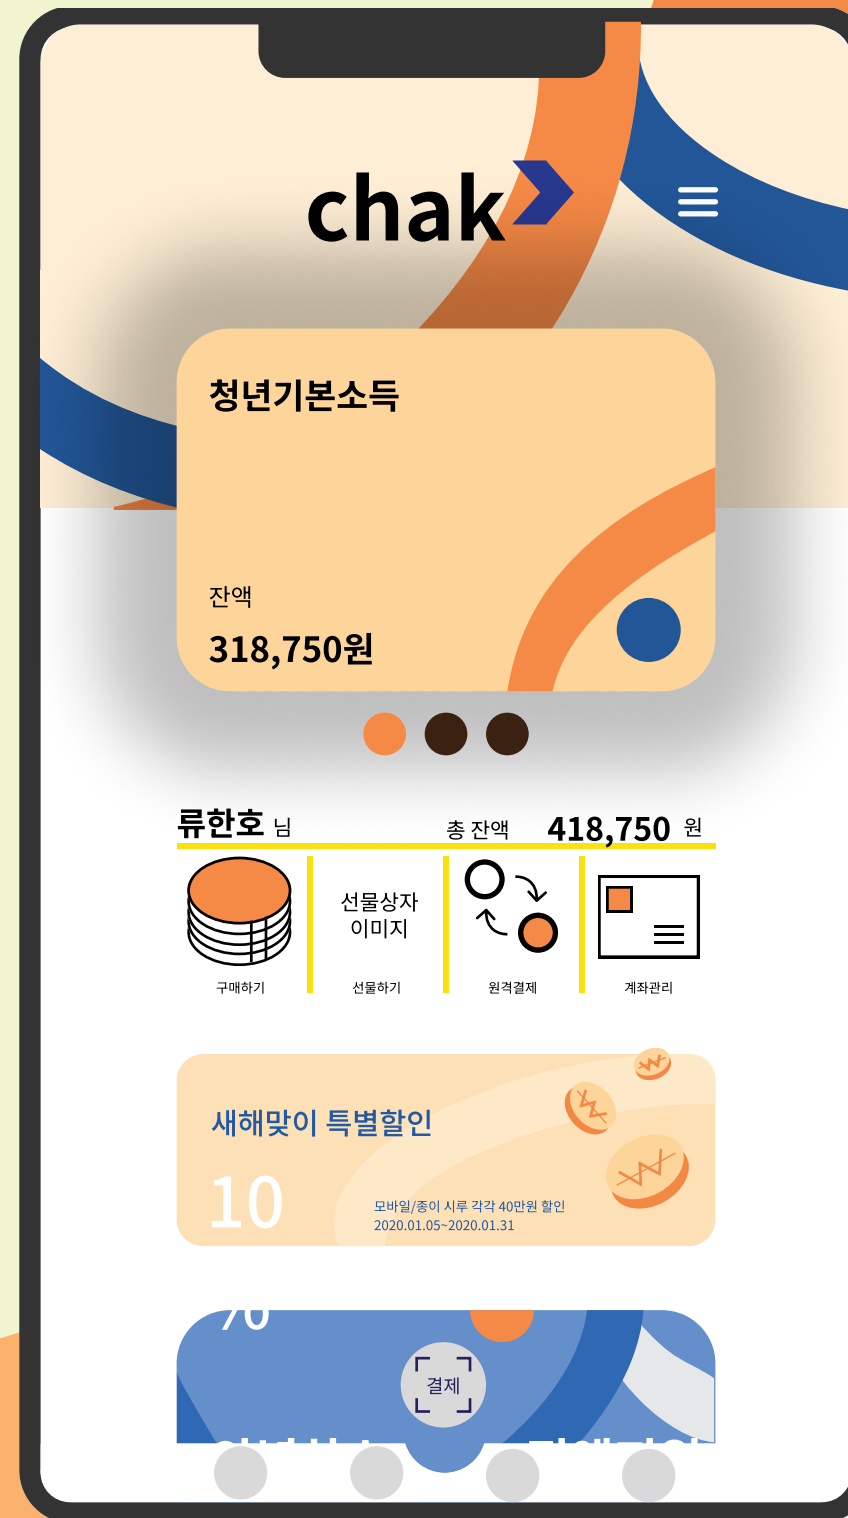 chak
청년기본소득
잔액
318,750원
류한호 님
총 잔액 418,750 원
선물상자
이미지
구매하기
선물하기
원격결제
계좌관리
새해맞이 특별할인
10
%
모바일/종이 시루 각각 40만원 할인
2020.01.05~2020.01.31
결제